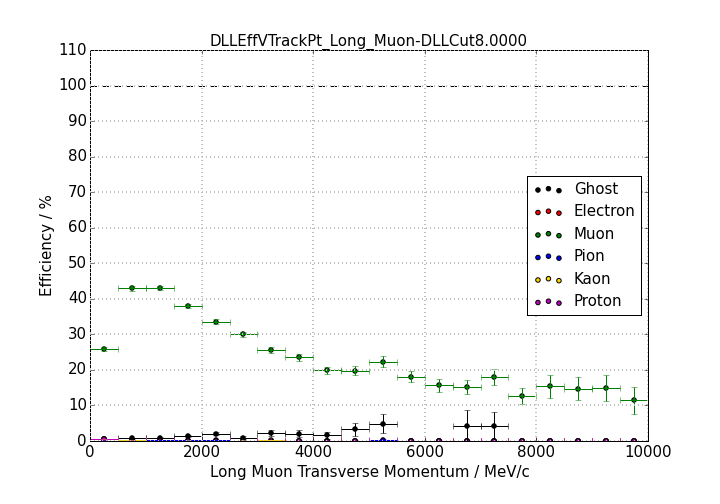 DLLEffVTrackPt_Long_Muon-DLLCut8.0000
110
100
90
80
70
60
50
40
30
20
10
0
Efficiency / %
Ghost
Electron
Muon
Pion
Kaon
Proton
0 2000 4000 6000 8000 10000
Long Muon Transverse Momentum / MeV/c